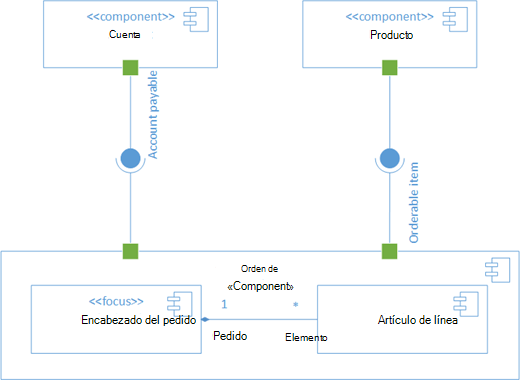 <<component>>
Cuenta
<<component>>
Producto
Account payable
Orderable item
Orden de
«Component»
<<focus>>
Encabezado del pedido
1
*
Pedido
Elemento
Artículo de línea